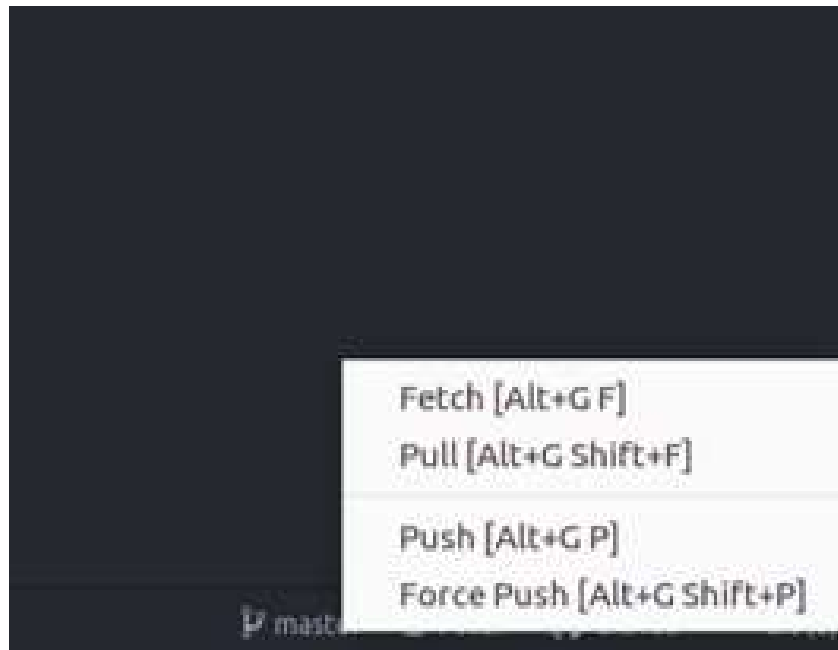 Fetch [Alt+G F]
Pull [Alt+G Shift+F]
Push [Alt+G P]
Force Push [Alt+G Shift+P]